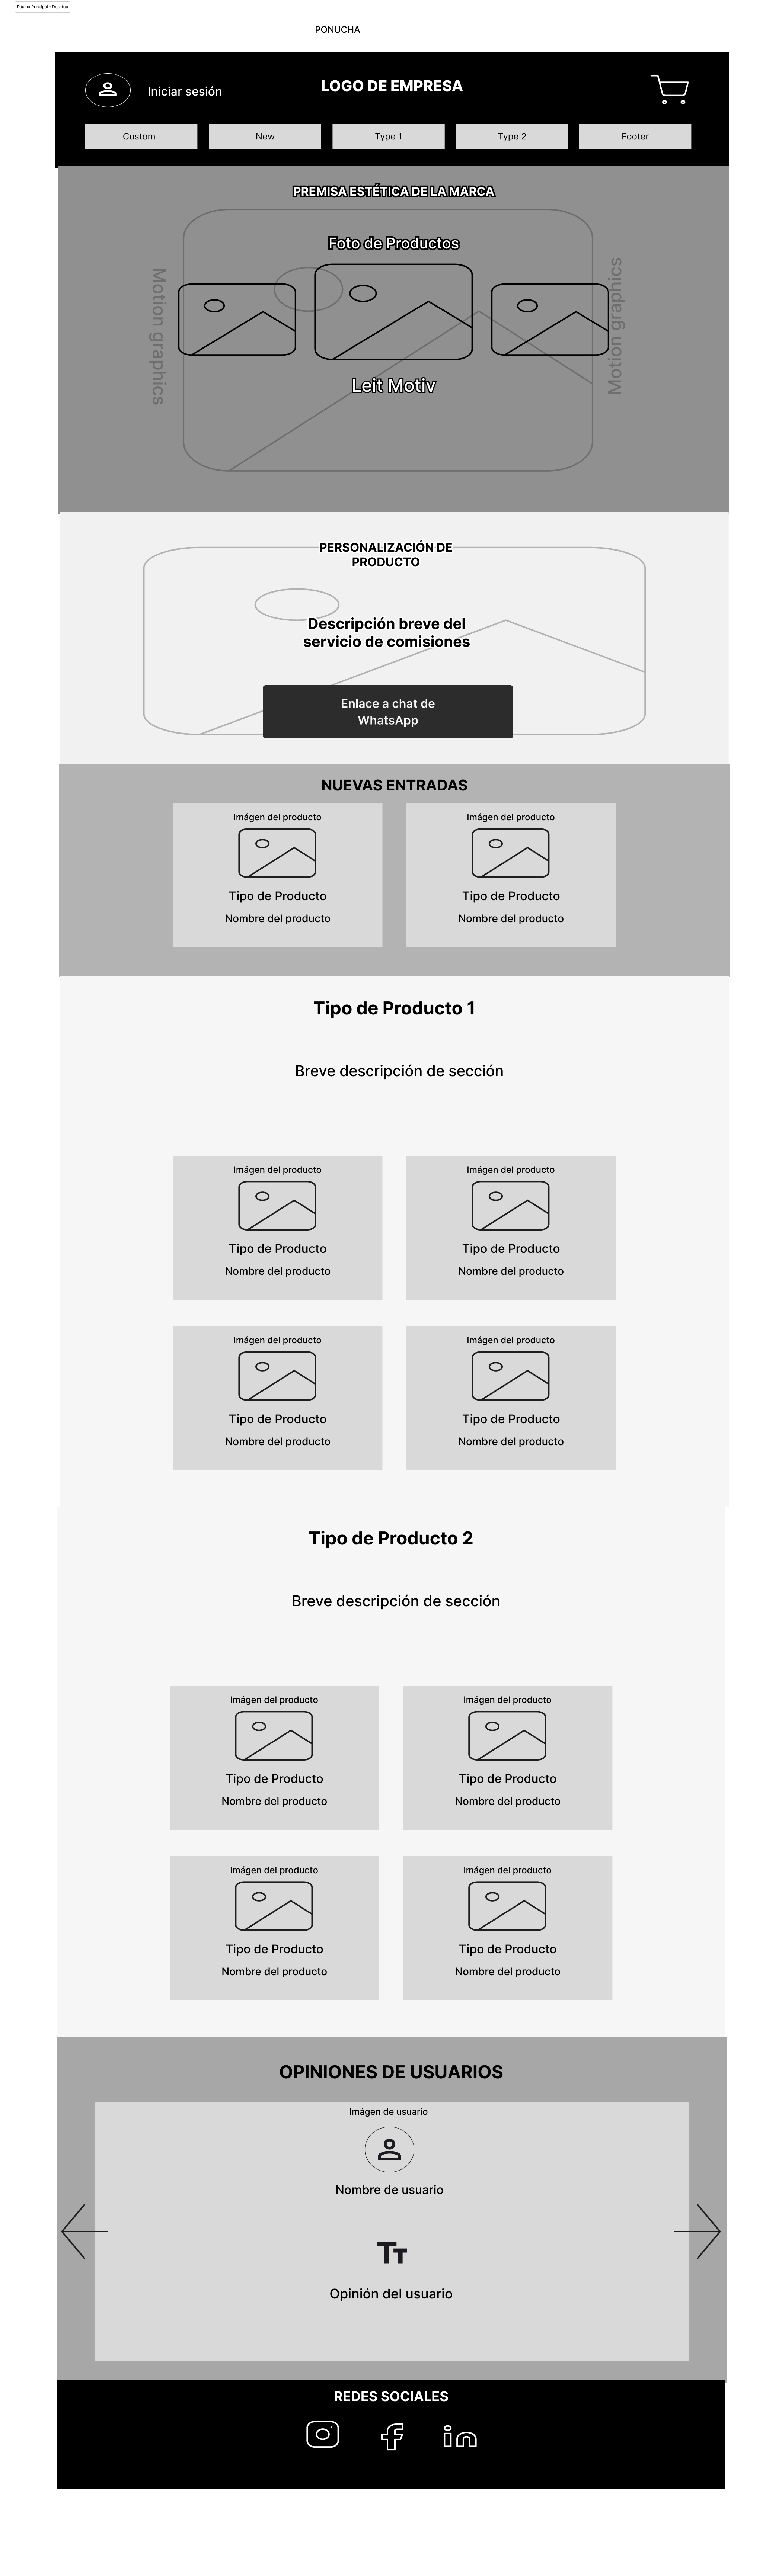 Página Principal - Desktop
PONUCHA
Iniciar sesión
LOGO DE EMPRESA
Custom
New
Type 1
Type 2
Footer
PREMISA ESTÉTICA DE LA MARCA
Foto de Productos
Motion graphics
Motion graphics
Leit Motiv
PERSONALIZACIÓN DE
PRODUCTO
Descripción breve del
servicio de comisiones
Enlace a chat de
WhatsApp
NUEVAS ENTRADAS
Imágen del producto
Tipo de Producto
Nombre del producto
Imágen del producto
Tipo de Producto
Nombre del producto
Tipo de Producto 1
Breve descripción de sección
Imágen del producto
Tipo de Producto
Nombre del producto
Imágen del producto
Tipo de Producto
Nombre del producto
Imágen del producto
Tipo de Producto
Nombre del producto
Imágen del producto
Tipo de Producto
Nombre del producto
Tipo de Producto 2
Breve descripción de sección
Imágen del producto
Tipo de Producto
Nombre del producto
Imágen del producto
Tipo de Producto
Nombre del producto
Imágen del producto
Tipo de Producto
Nombre del producto
Imágen del producto
Tipo de Producto
Nombre del producto
OPINIONES DE USUARIOS
Imágen de usuario
Nombre de usuario
TT
Opinión del usuario
REDES SOCIALES
in